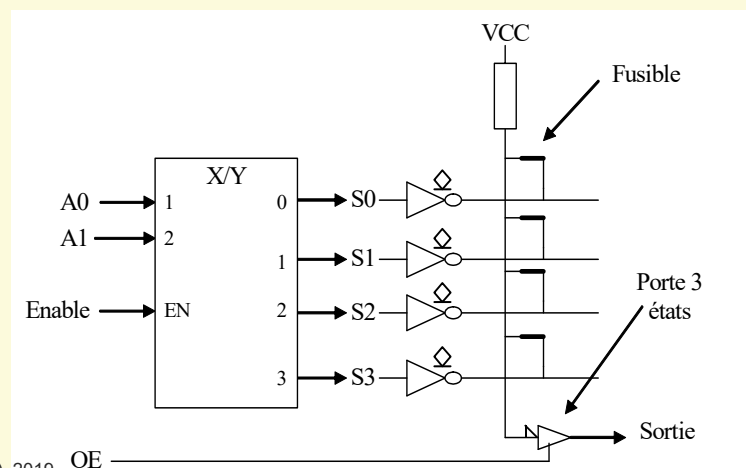 VCC
Fusible
X/Y
A0
1
0
S0
A1
2
1
S1
Porte 3
états
Enable
EN
2
S2
3
S3
Sortie
2019
OE